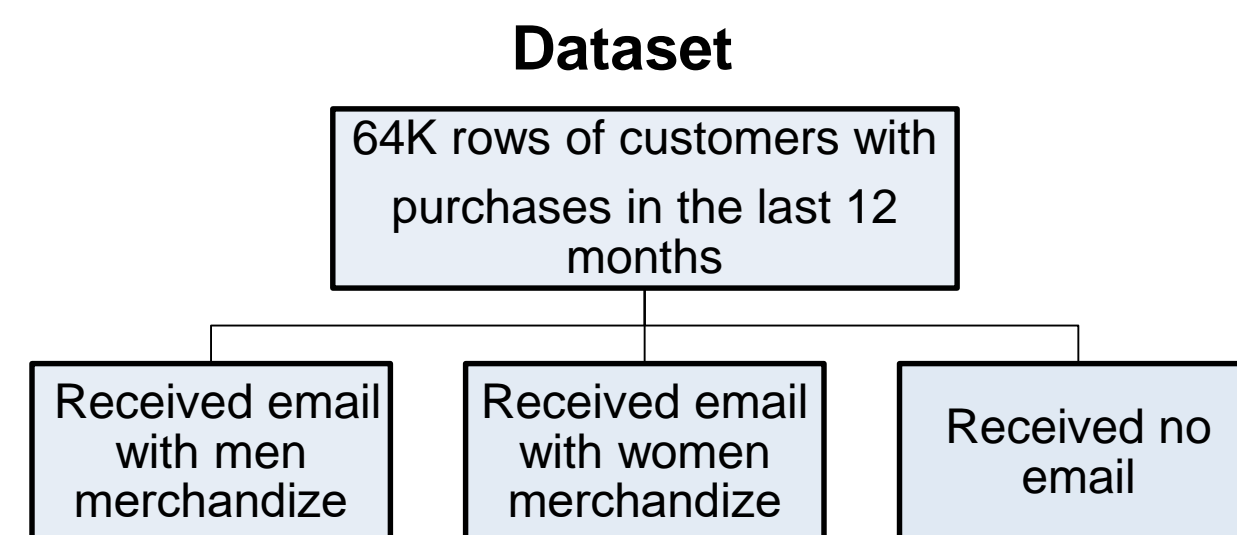 Dataset
64K rows of customers with
purchases in the last 12
months
Received email
with men
merchandize
Received email
with women
merchandize
Received no
email